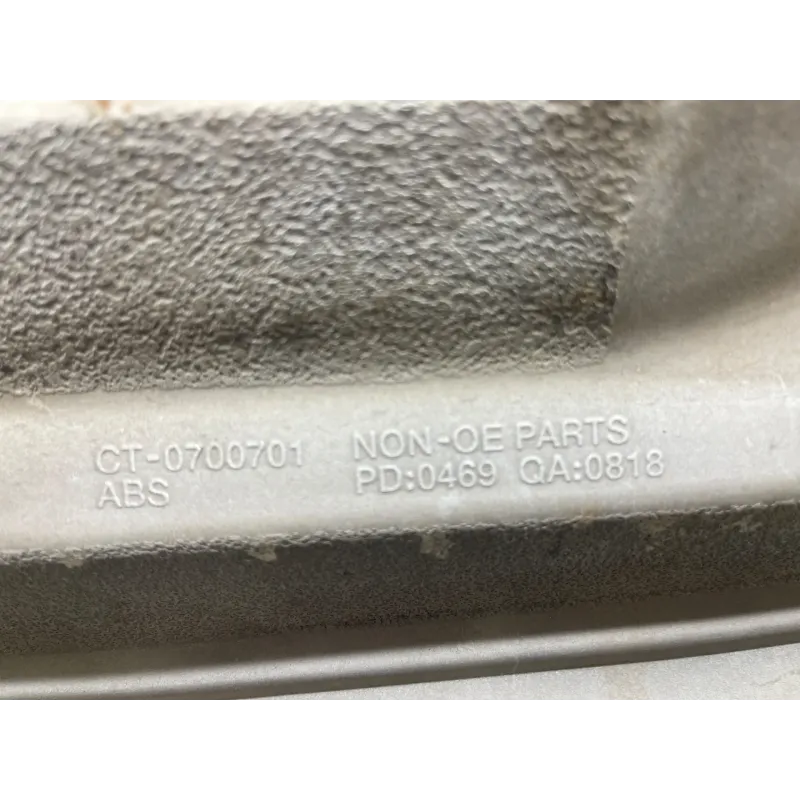 CT-0700701 NON-OE PARTS
ABS PD:0469 QA:0818